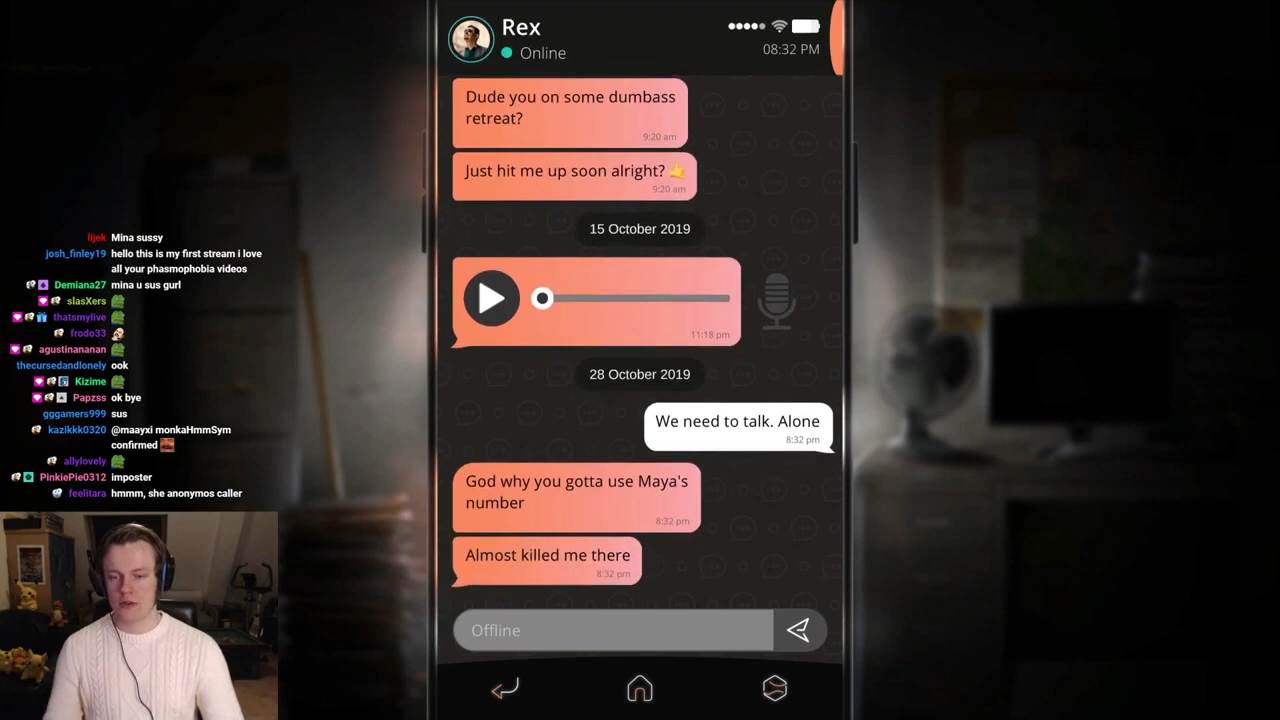 Rex
Online
08:32 PM
Dude you on some dumbass
retreat?
9:20 am
Just hit me up soon alright? 🤙
9:20 am
15 October 2019
11:18 pm
28 October 2019
We need to talk. Alone
8:32 pm
God why you gotta use Maya's
number
8:32 pm
Almost killed me there
8:32 pm
Offline
lijek Mina sussy
josh_finley19 hello this is my first stream i love
all your phasmophobia videos
Demiana27 mina u sus gurl
slasXers
thatsmylive
frodo33
agustinananan
thecursedandlonely ook
Kizime
Papzss ok bye
gggamers999 sus
kazikkk0320 @maayxi monkaHmmSym
confirmed
allylovely
PinkiePie0312 imposter
feelitara hmmm, she anonymos caller